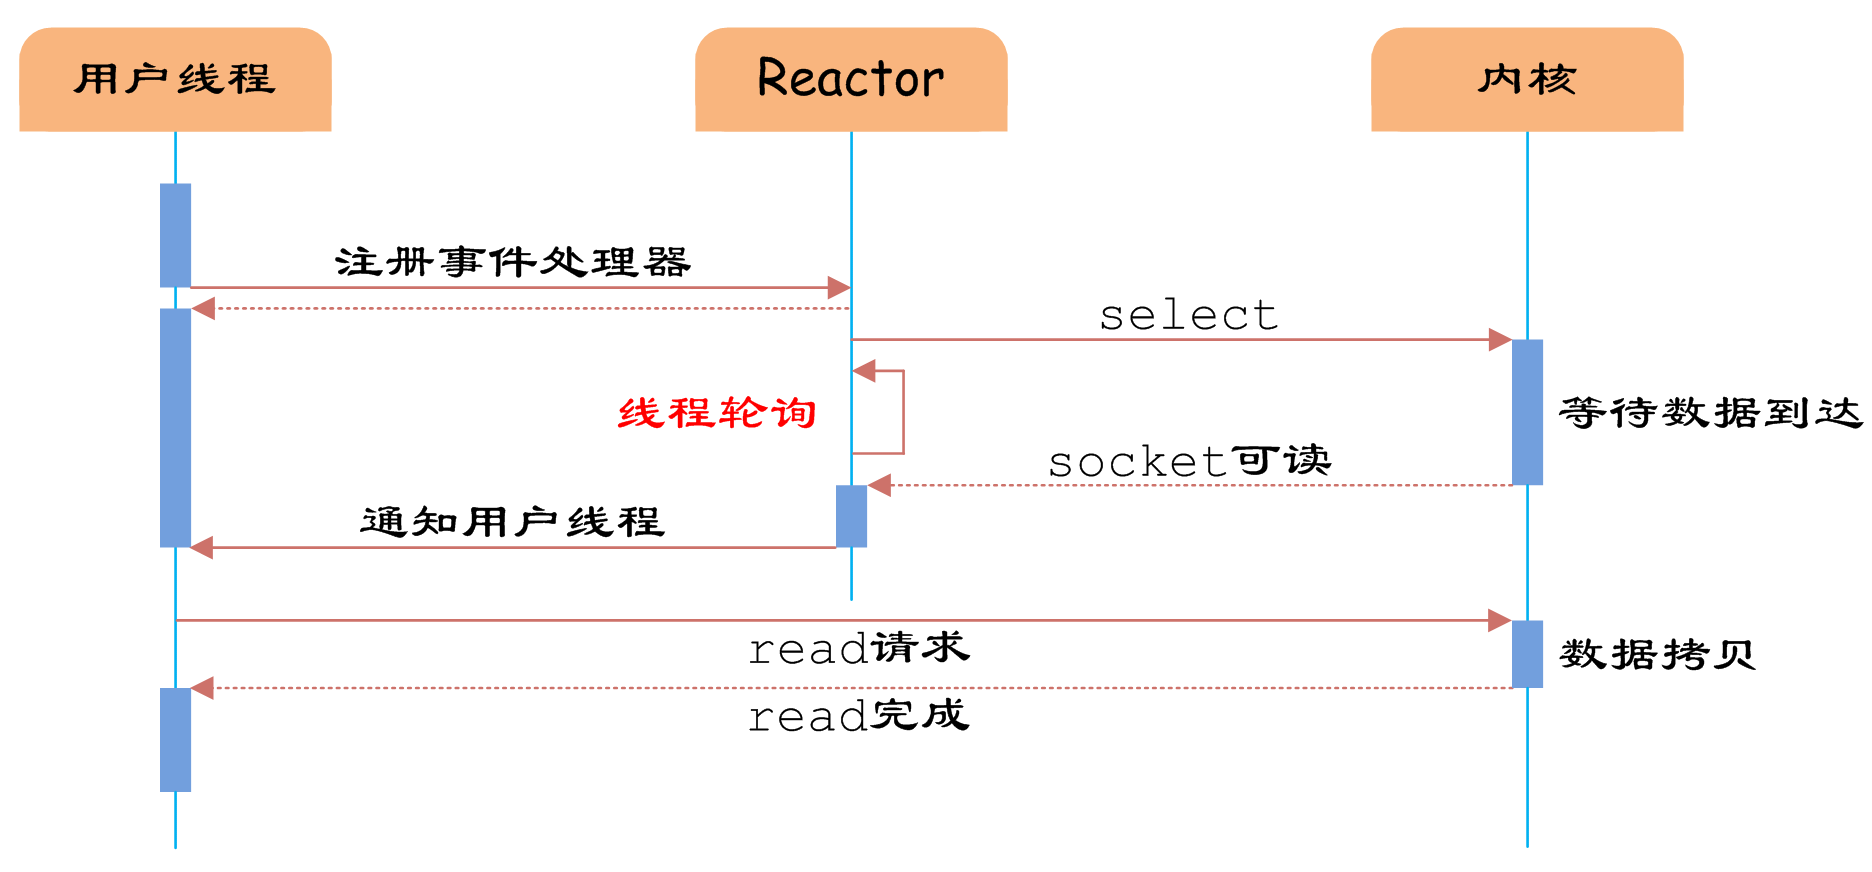 用户线程
Reactor
内核
注册事件处理器
select
线程轮询
等待数据到达
socket可读
通知用户线程
read请求
数据拷贝
read完成